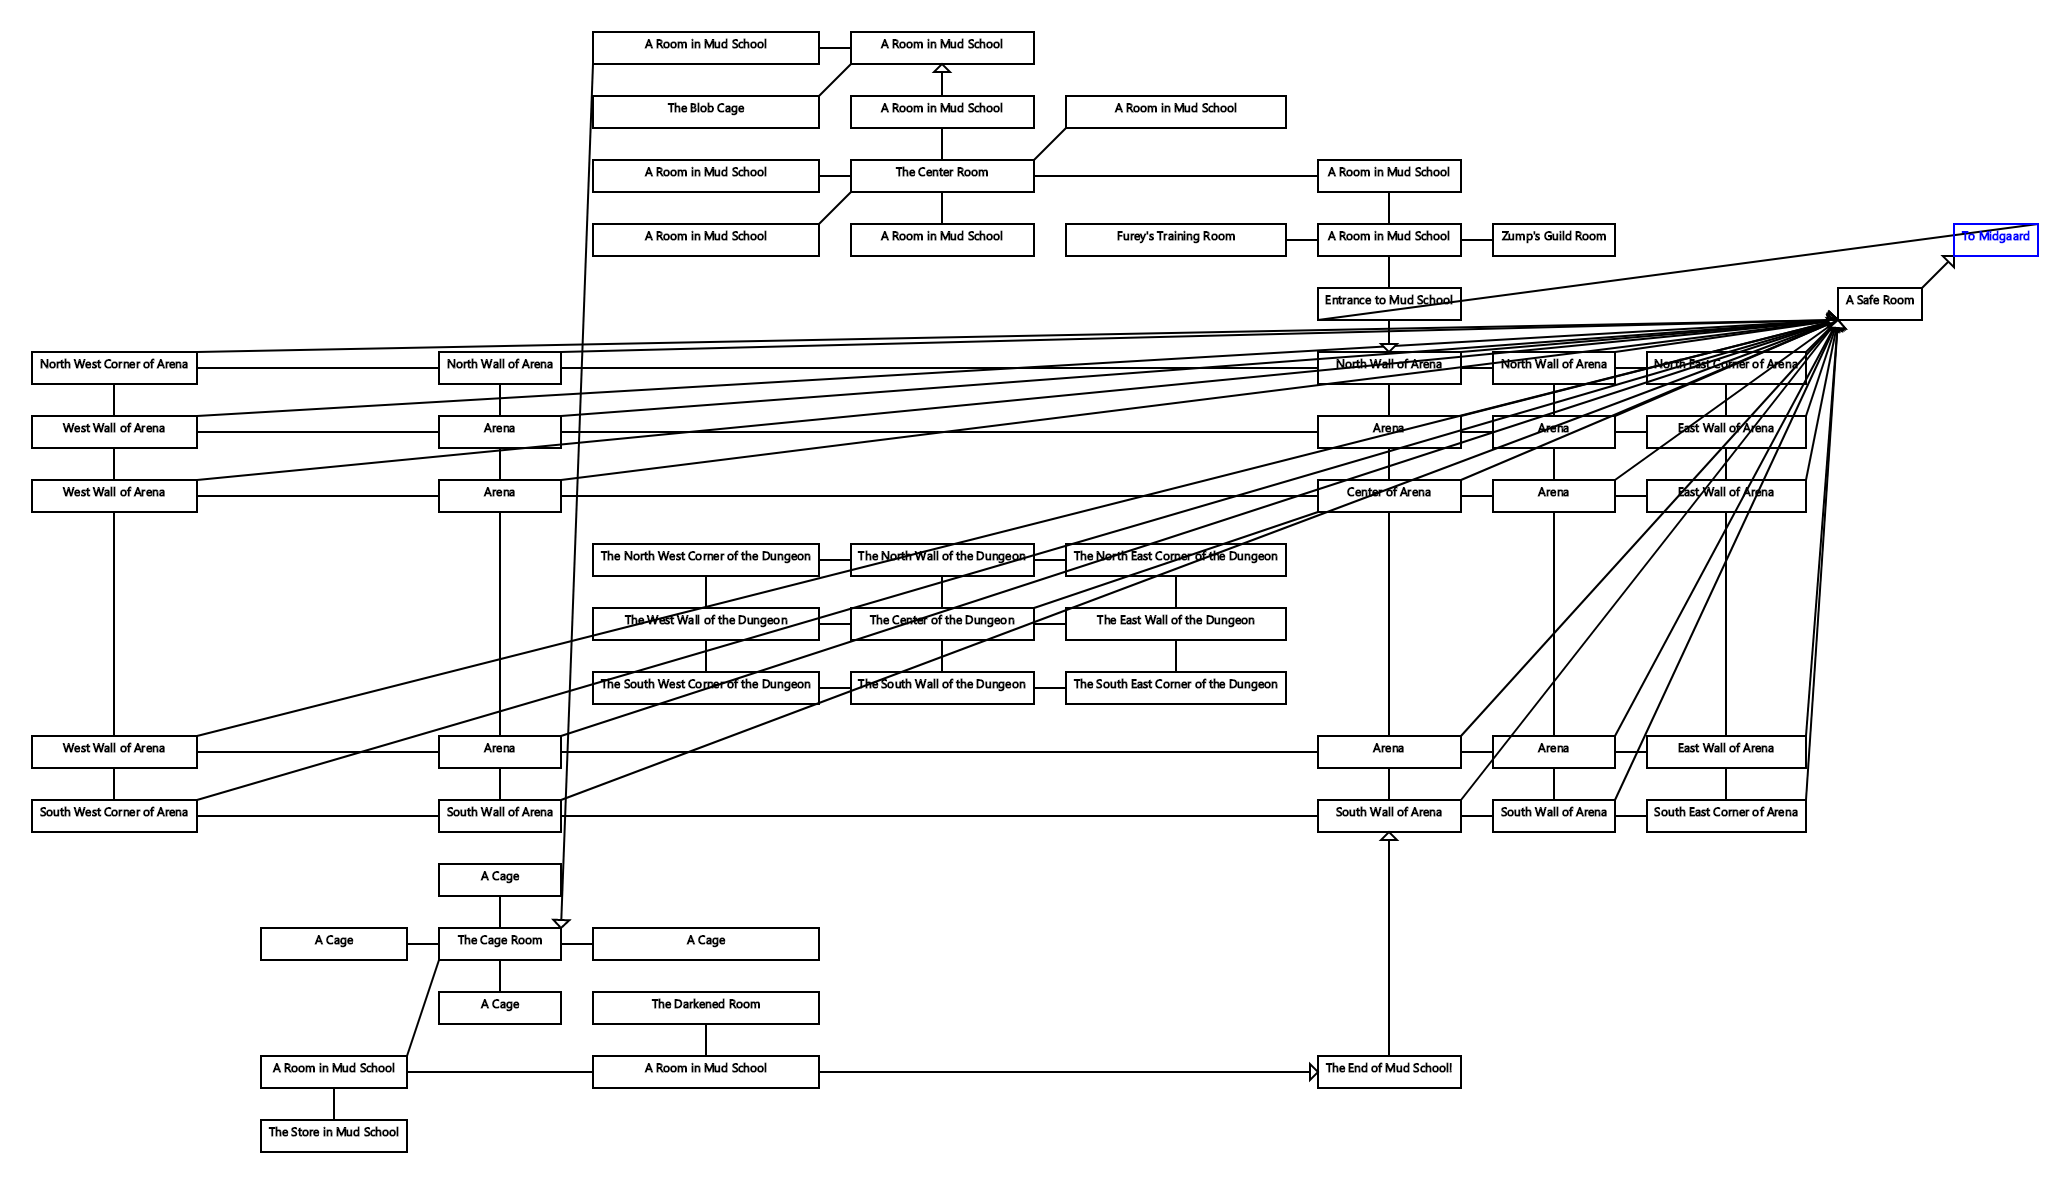 A Room in Mud School
A Room in Mud School
The Blob Cage
A Room in Mud School
A Room in Mud School
A Room in Mud School
The Center Room
A Room in Mud School
A Room in Mud School
A Room in Mud School
Furey's Training Room
A Room in Mud School
Zump's Guild Room
To Midgaard
Entrance to Mud School
A Safe Room
North West Corner of Arena
North Wall of Arena
North Wall of Arena
North Wall of Arena
North East Corner of Arena
West Wall of Arena
Arena
Arena
Arena
East Wall of Arena
West Wall of Arena
Arena
Center of Arena
Arena
East Wall of Arena
The North West Corner of the Dungeon
The North Wall of the Dungeon
The North East Corner of the Dungeon
The West Wall of the Dungeon
The Center of the Dungeon
The East Wall of the Dungeon
The South West Corner of the Dungeon
The South Wall of the Dungeon
The South East Corner of the Dungeon
West Wall of Arena
Arena
Arena
Arena
East Wall of Arena
South West Corner of Arena
South Wall of Arena
South Wall of Arena
South Wall of Arena
South East Corner of Arena
A Cage
A Cage
The Cage Room
A Cage
A Cage
The Darkened Room
A Room in Mud School
A Room in Mud School
The End of Mud School!
The Store in Mud School